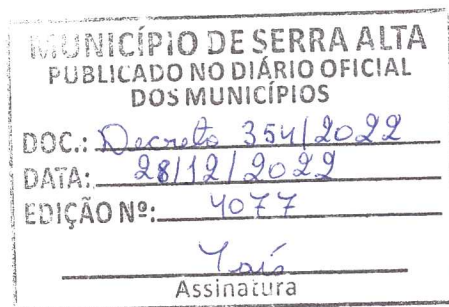 MUNICÍPIO DE SERRA ALTA
PUBLICADO NO DIÁRIO OFICIAL
DOS MUNICÍPIOS
DOC.: Decreto 354/2022
DATA: 28/12/2022
EDIÇÃO Nº: 4077
Assinatura